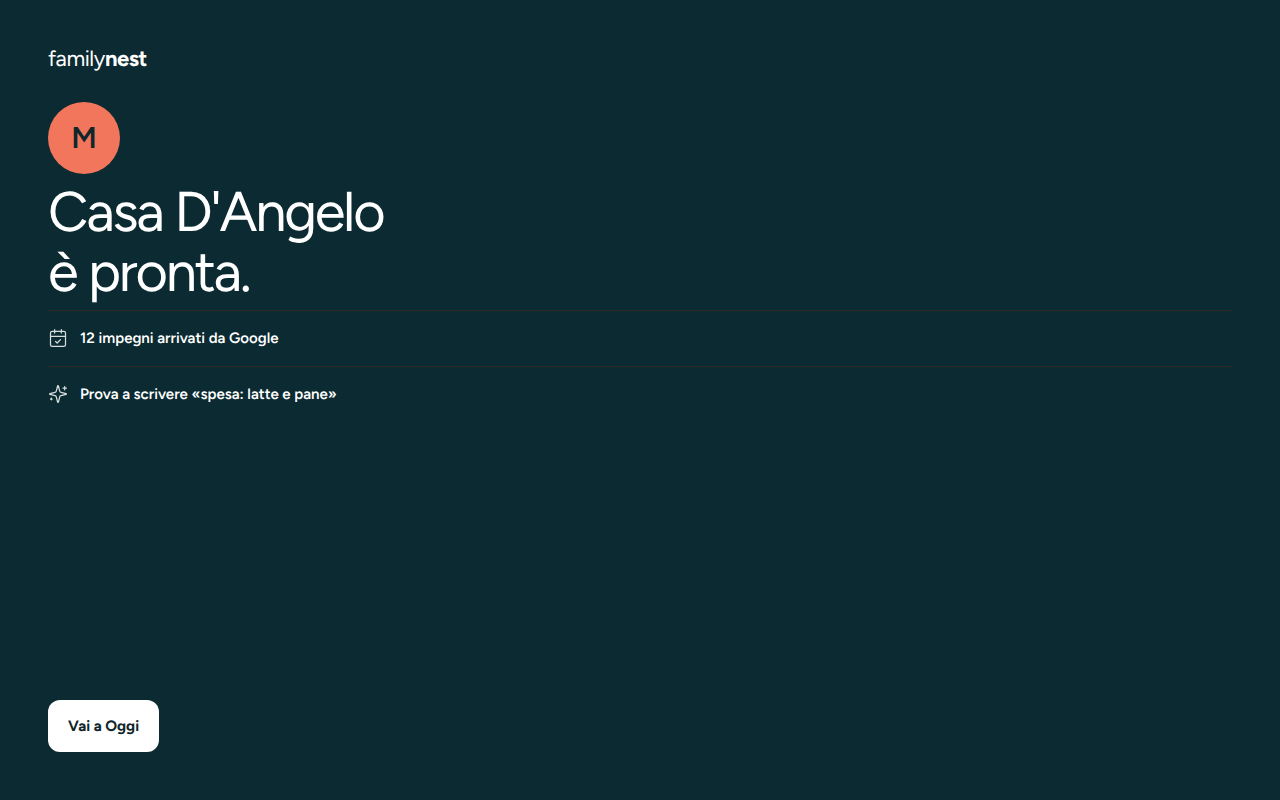 familynest
M
Casa D'Angelo
è pronta.
12 impegni arrivati da Google
Prova a scrivere «spesa: latte e pane»
Vai a Oggi